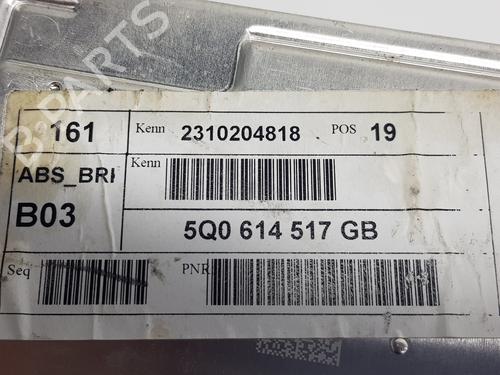 B-PARTS
161 Kenn 2310204818 POS 19
Kenn
ABS_BRI
B03
5Q0 614 517 GB
Seq PNR